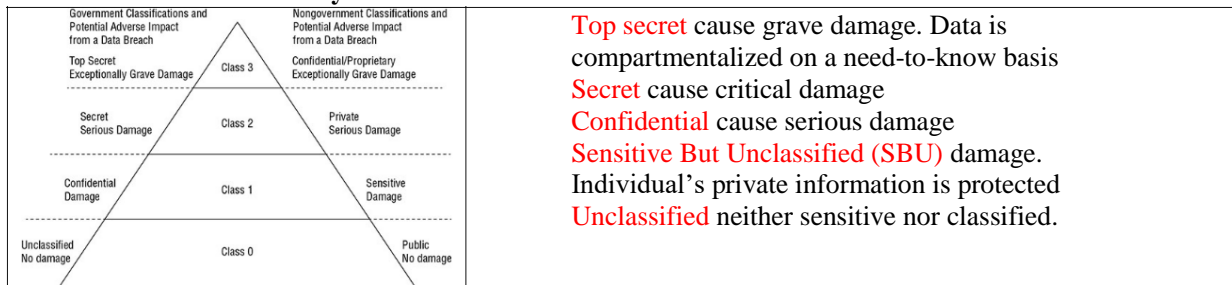 Government Classifications and
Potential Adverse Impact
from a Data Breach
Nongovernment Classifications and
Potential Adverse Impact
from a Data Breach
Top Secret
Exceptionally Grave Damage
Class 3
Confidential/Proprietary
Exceptionally Grave Damage
Secret
Serious Damage
Class 2
Private
Serious Damage
Confidential
Damage
Class 1
Sensitive
Damage
Unclassified
No damage
Class 0
Public
No damage
Top secret cause grave damage. Data is
compartmentalized on a need-to-know basis
Secret cause critical damage
Confidential cause serious damage
Sensitive But Unclassified (SBU) damage.
Individual's private information is protected
Unclassified neither sensitive nor classified.